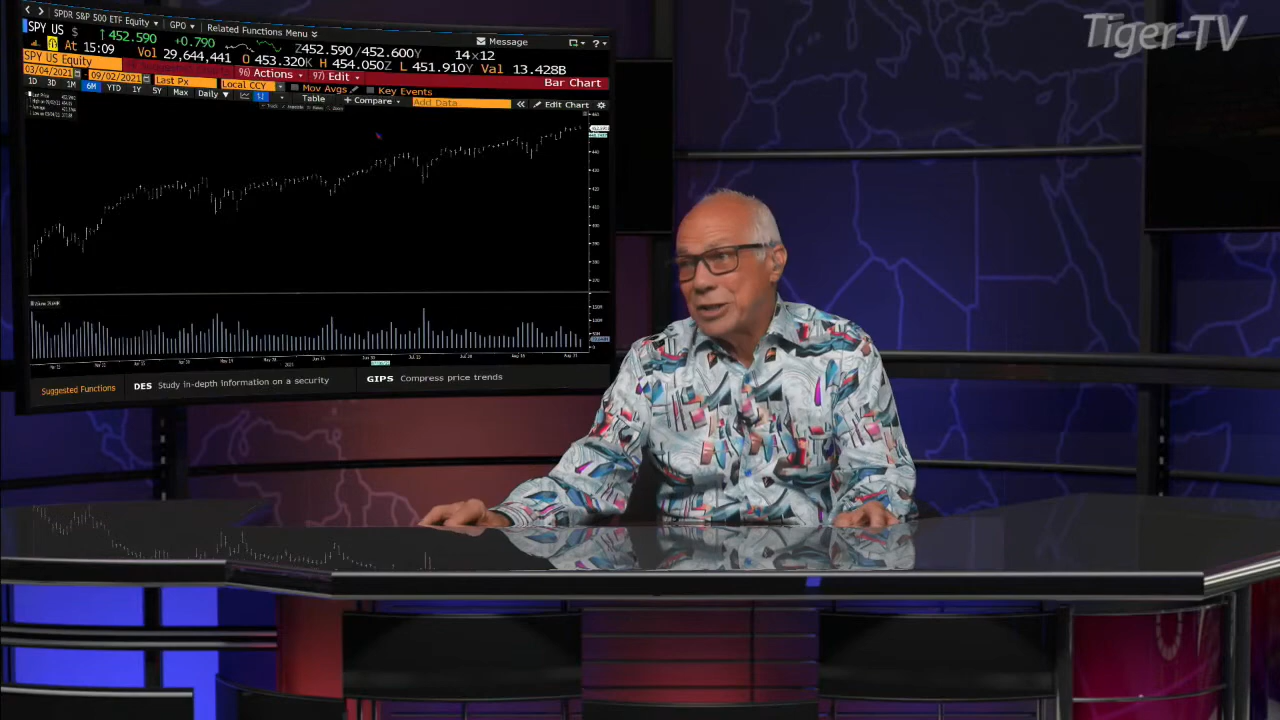 SPDR S&P 500 ETF Equity GPO Related Functions Menu
Tiger-TV
SPY US $ ↑ 452.590 +0.790 Z452.590/452.600Y 14×12
Message
At 15:09 Vol 29,644,441 O 453.320K H 454.050Z L 451.910Y Val 13.428B
SPY US Equity 96) Actions 97) Edit Bar Chart
03/04/2021 09/02/2021 Last Px Local CCY Mov Avgs Key Events
1D 3D 1M 6M YTD 1Y 5Y Max Daily Table + Compare Add Data « Edit Chart
Suggested Functions DES Study in-depth information on a security GIPS Compress price trends